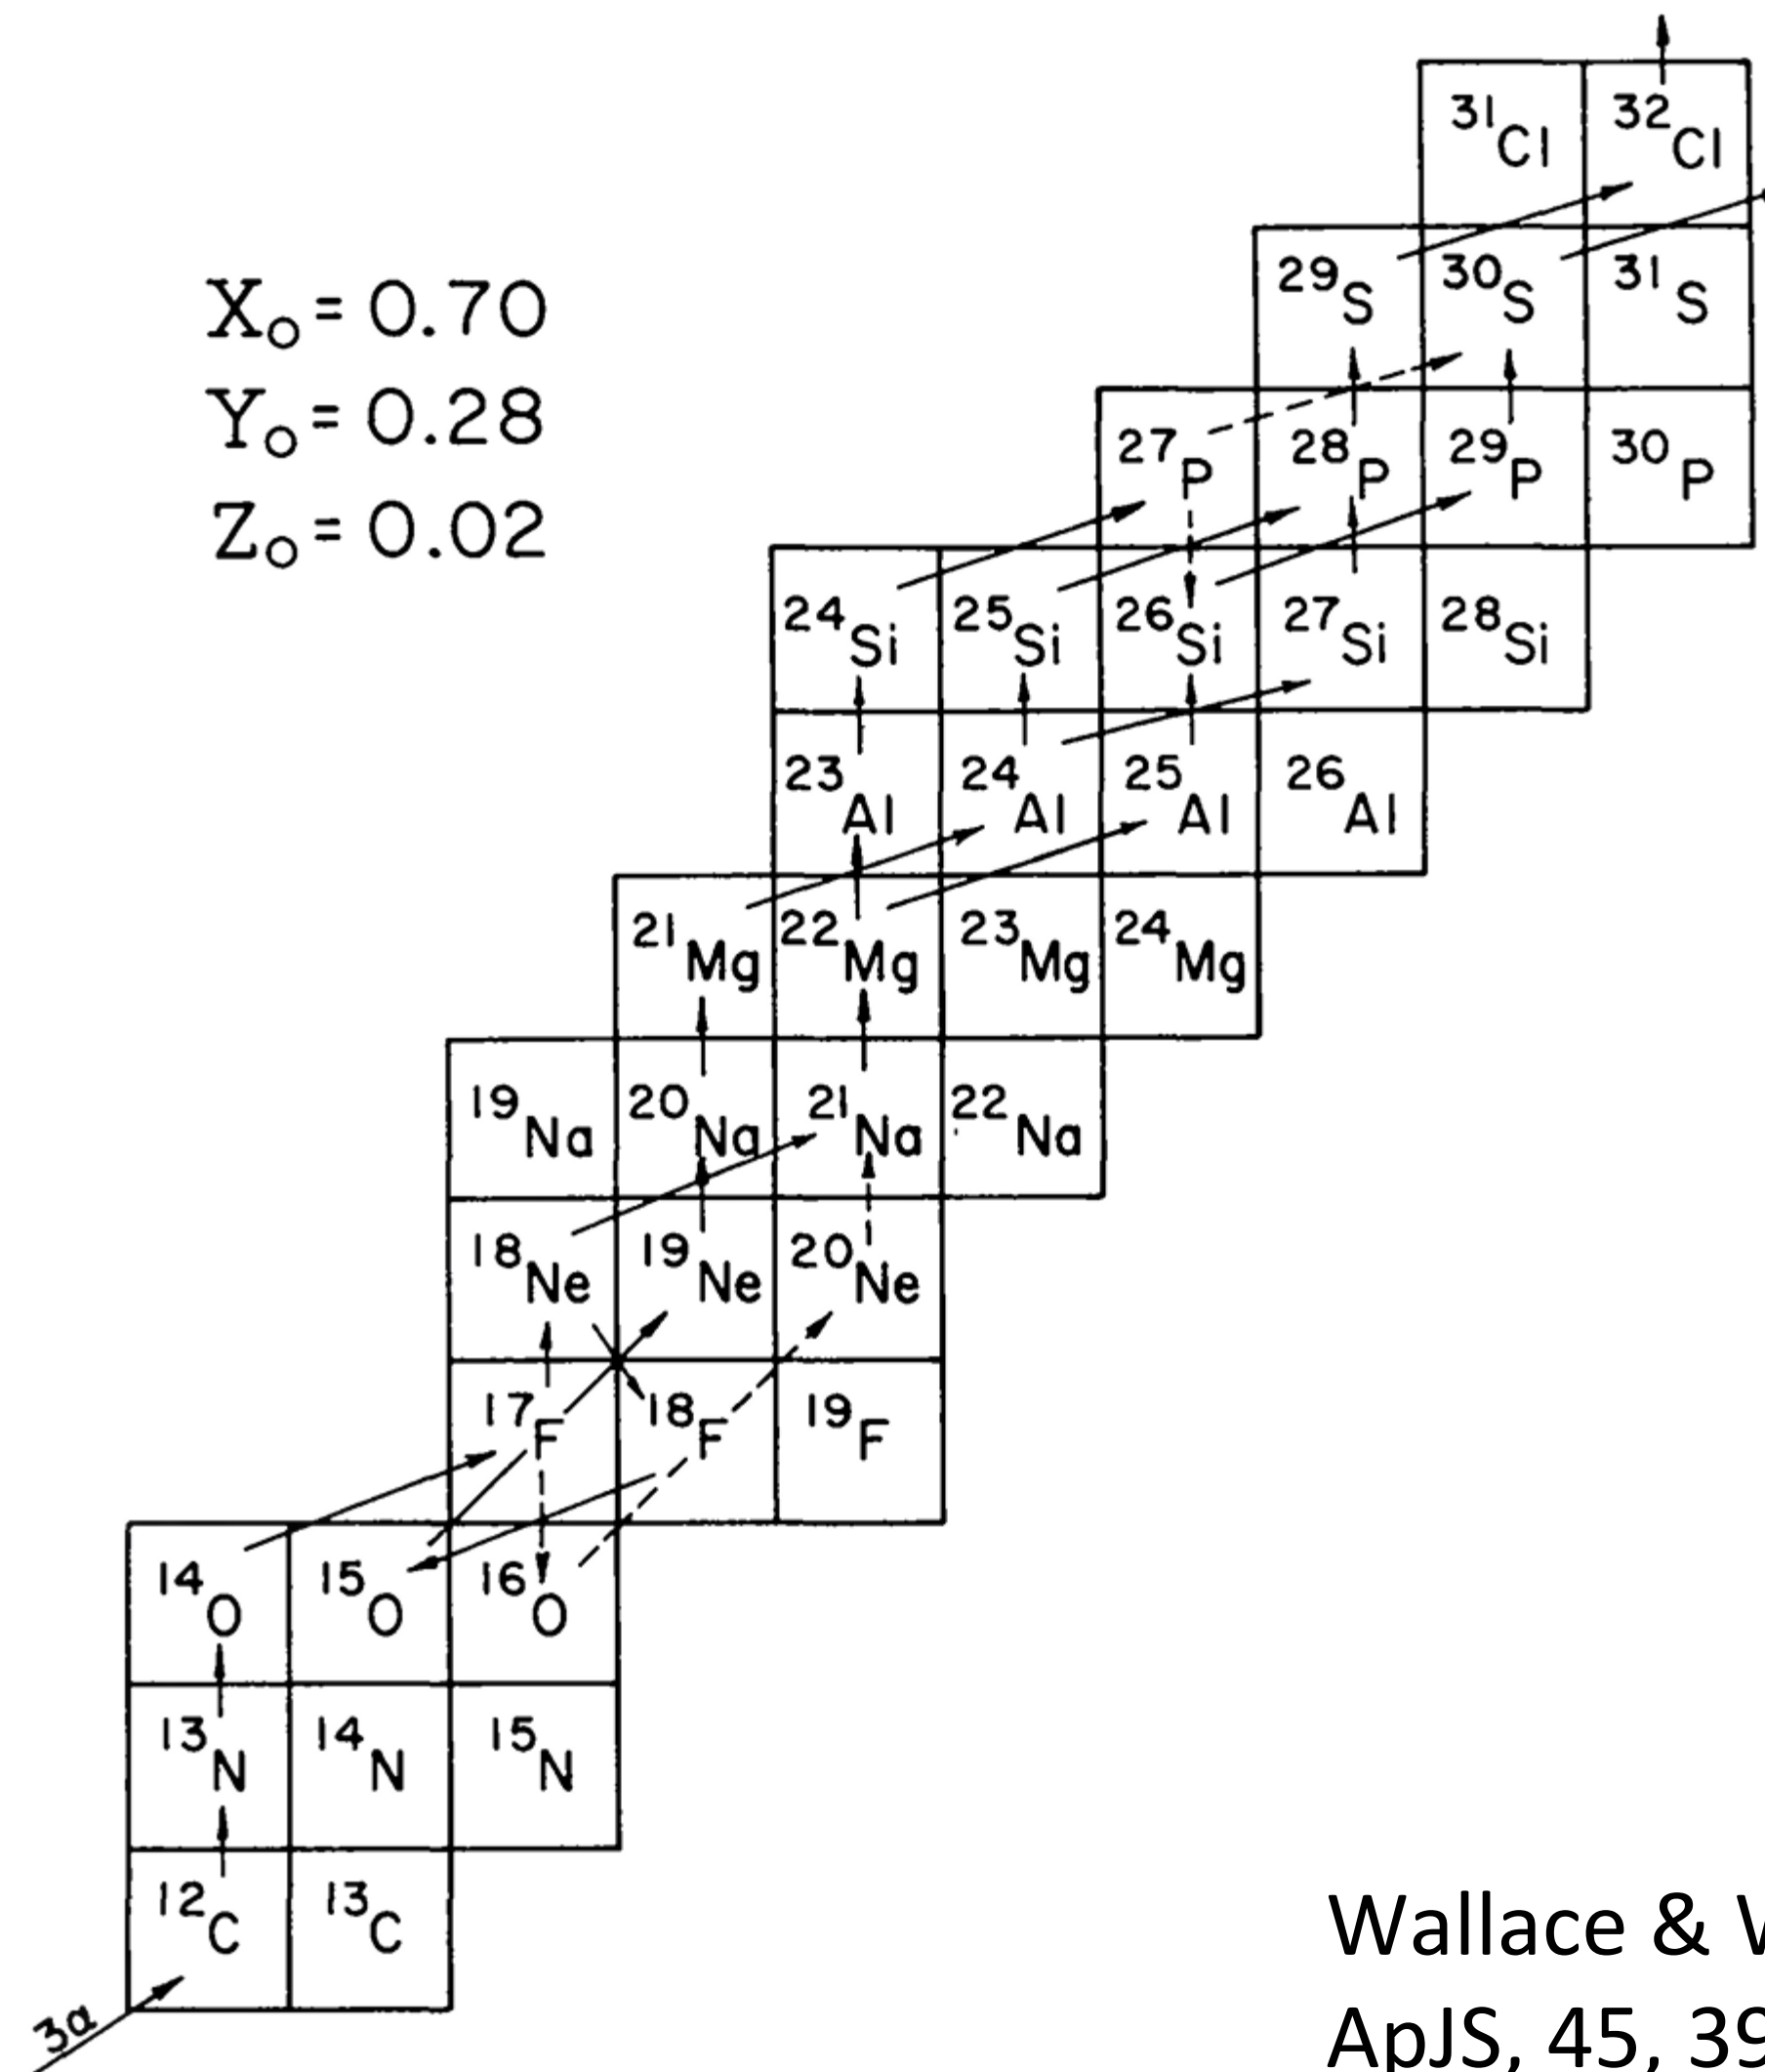 31Cl 32Cl
X₀ = 0.70
29S 30S 31S
Y₀ = 0.28
27P 28P 29P 30P
Z₀ = 0.02
24Si 25Si 26Si 27Si 28Si
23Al 24Al 25Al 26Al
21Mg 22Mg 23Mg 24Mg
19Na 20Na 21Na 22Na
18Ne 19Ne 20Ne
17F 18F 19F
14O 15O 16O
13N 14N 15N
12C 13C
Wallace &
3α
ApJS, 45, 39